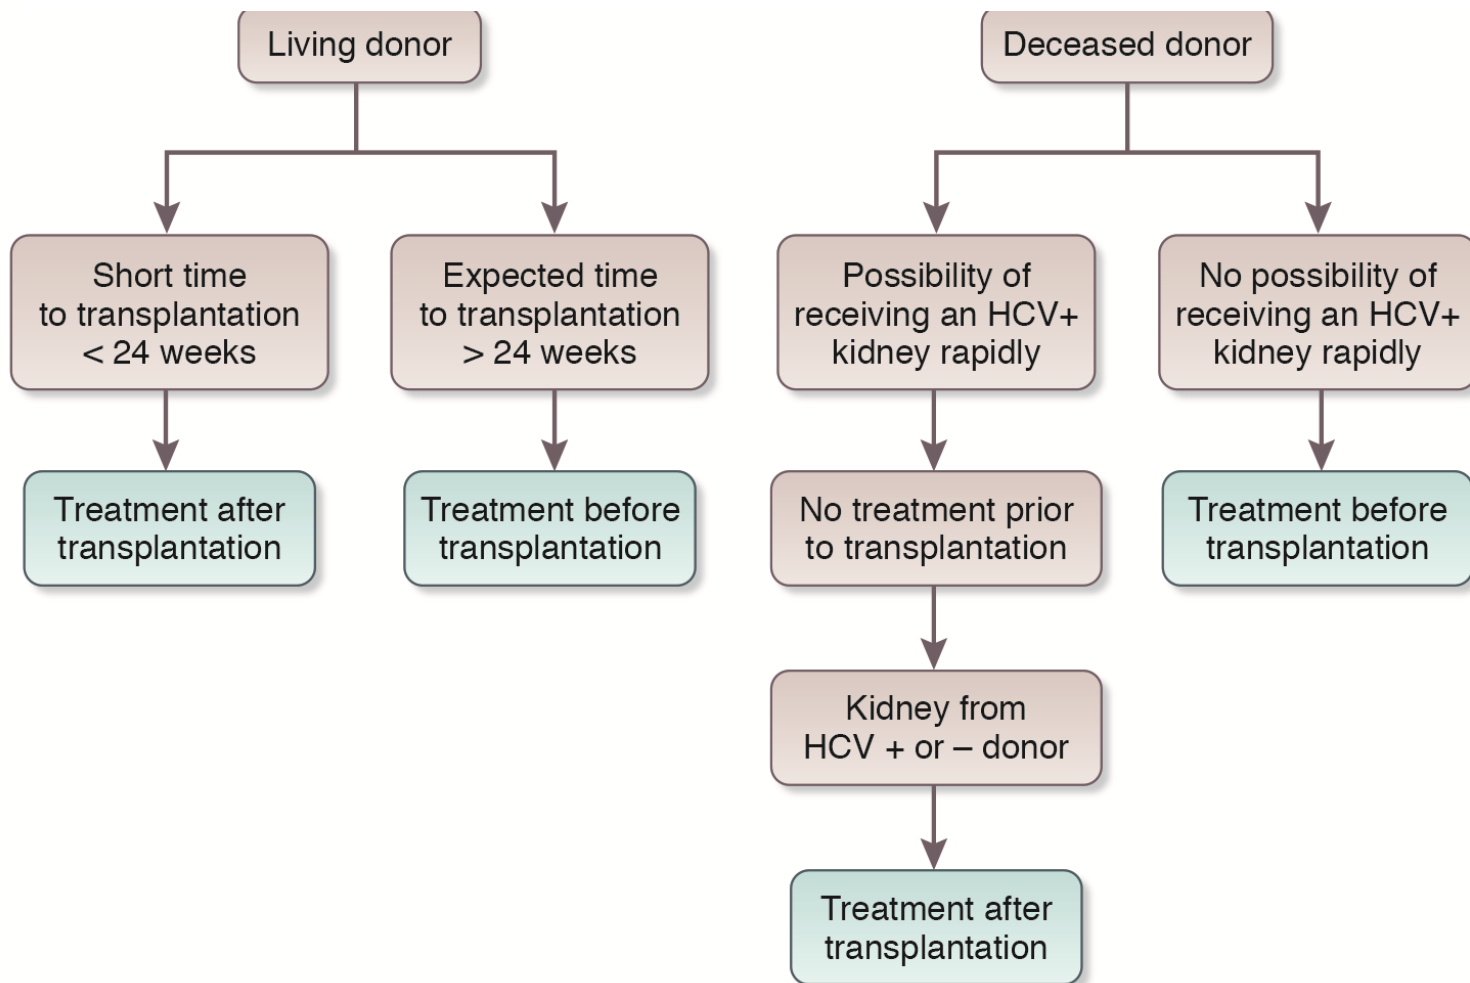 Living donor
Deceased donor
Short time
to transplantation
< 24 weeks
Expected time
to transplantation
> 24 weeks
Possibility of
receiving an HCV+
kidney rapidly
No possibility of
receiving an HCV+
kidney rapidly
Treatment after
transplantation
Treatment before
transplantation
No treatment prior
to transplantation
Treatment before
transplantation
Kidney from
HCV + or – donor
Treatment after
transplantation